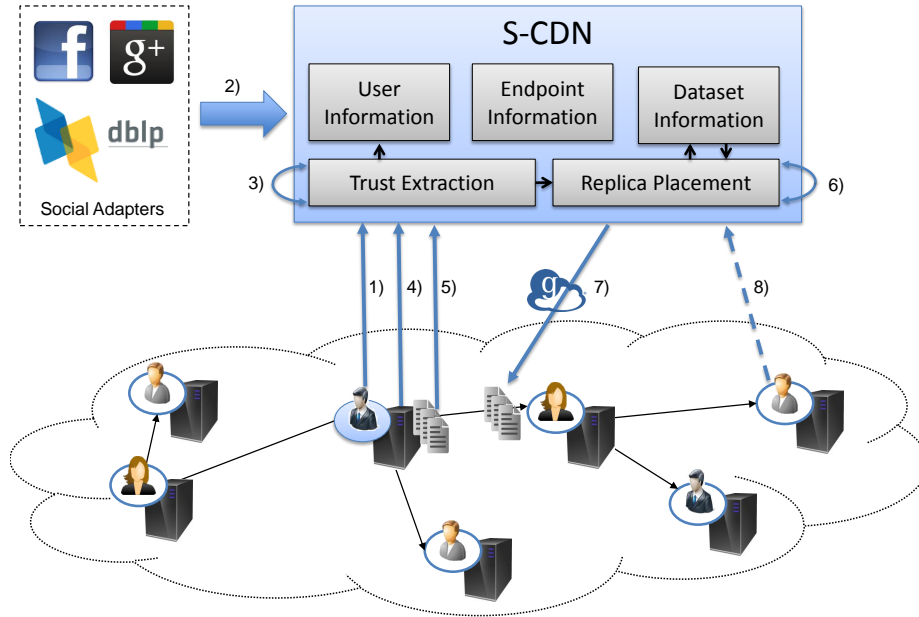 S-CDN
f
g+
dblp
Social Adapters
2)
User
Information
Endpoint
Information
Dataset
Information
3)
Trust Extraction
Replica Placement
6)
1)
4)
5)
g
7)
8)